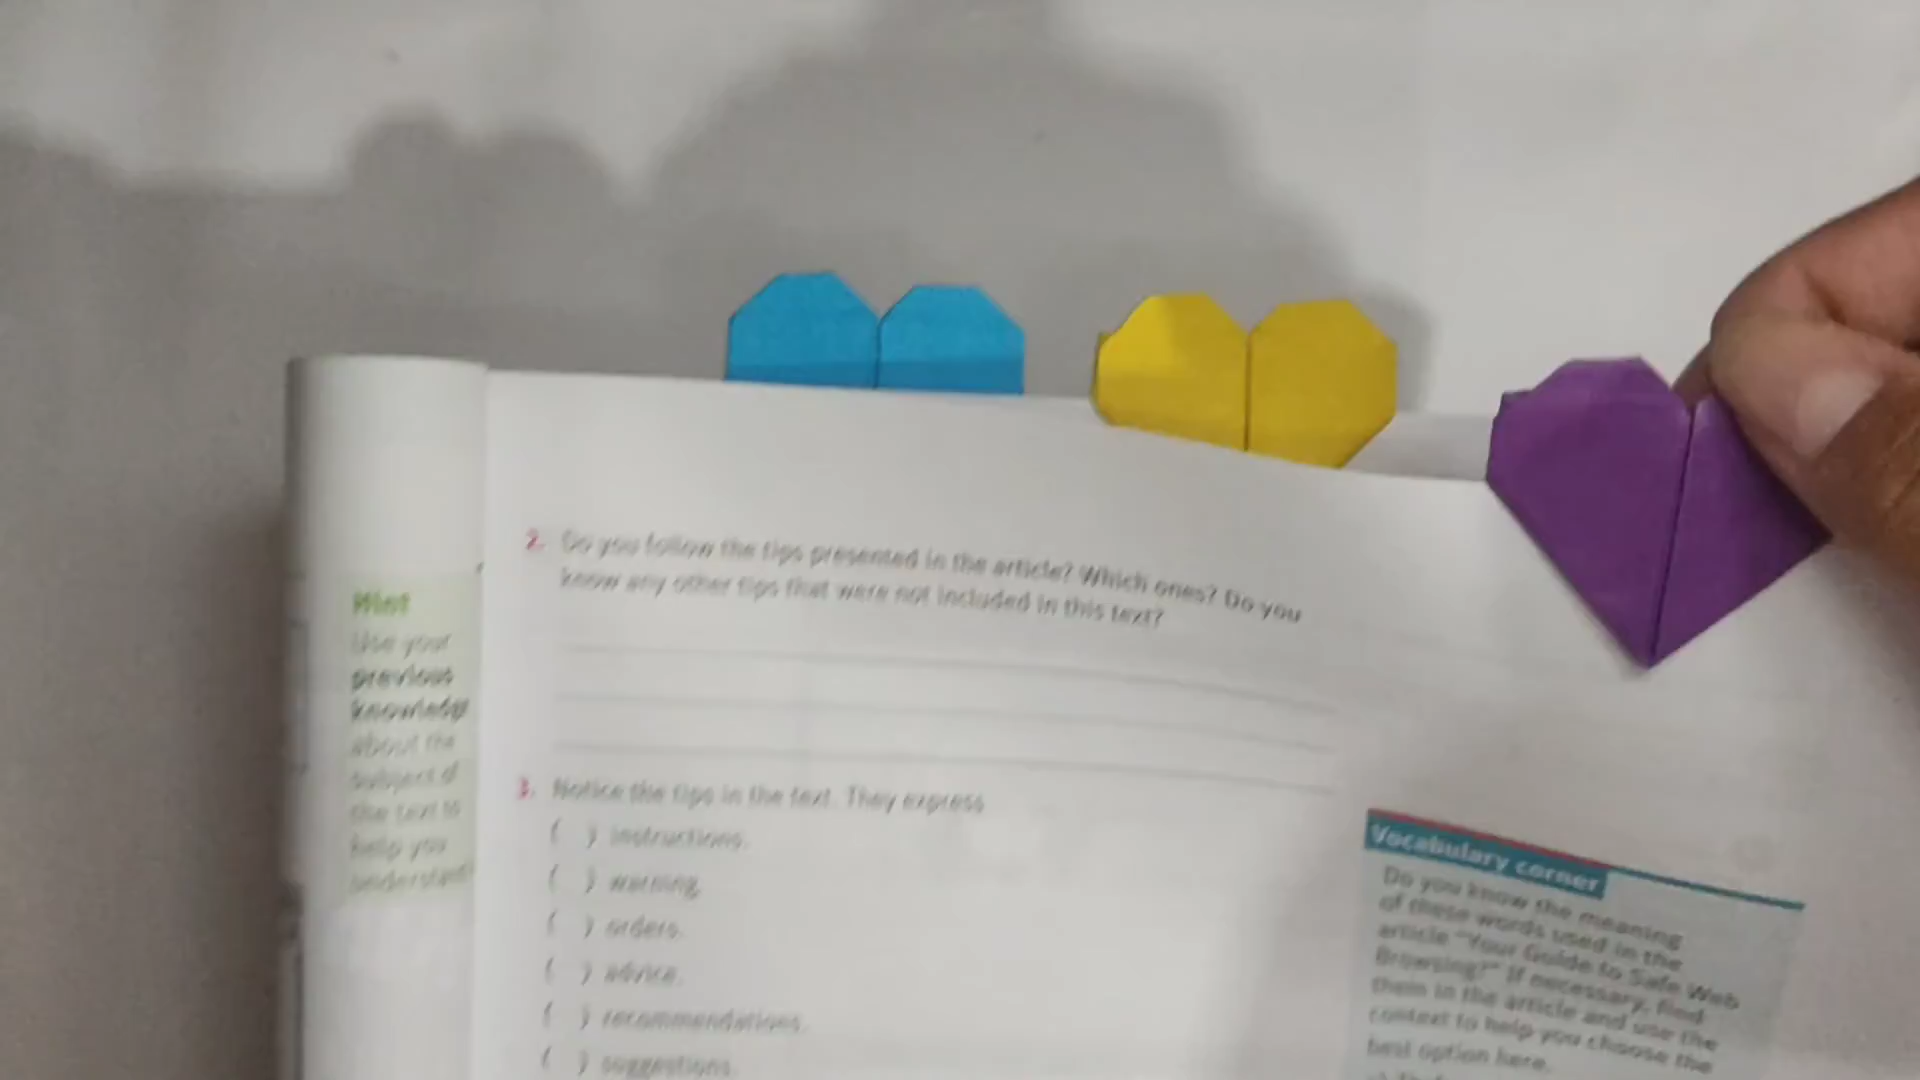 Hint
Use your
previous
knowledge
about the
subject of
the text to
help you
understand
2. Do you follow the tips presented in the article? Which ones? Do you
know any other tips that were not included in this text?
3. Notice the tips in the text. They express
( ) instructions.
( ) warning.
( ) orders.
( ) advice.
( ) recommendations.
( ) suggestions.
Vocabulary corner
Do you know the meaning
of these words used in the
article "Your Guide to Safe Web
Browsing?" If necessary, find
them in the article and use the
context to help you choose the
best option here.